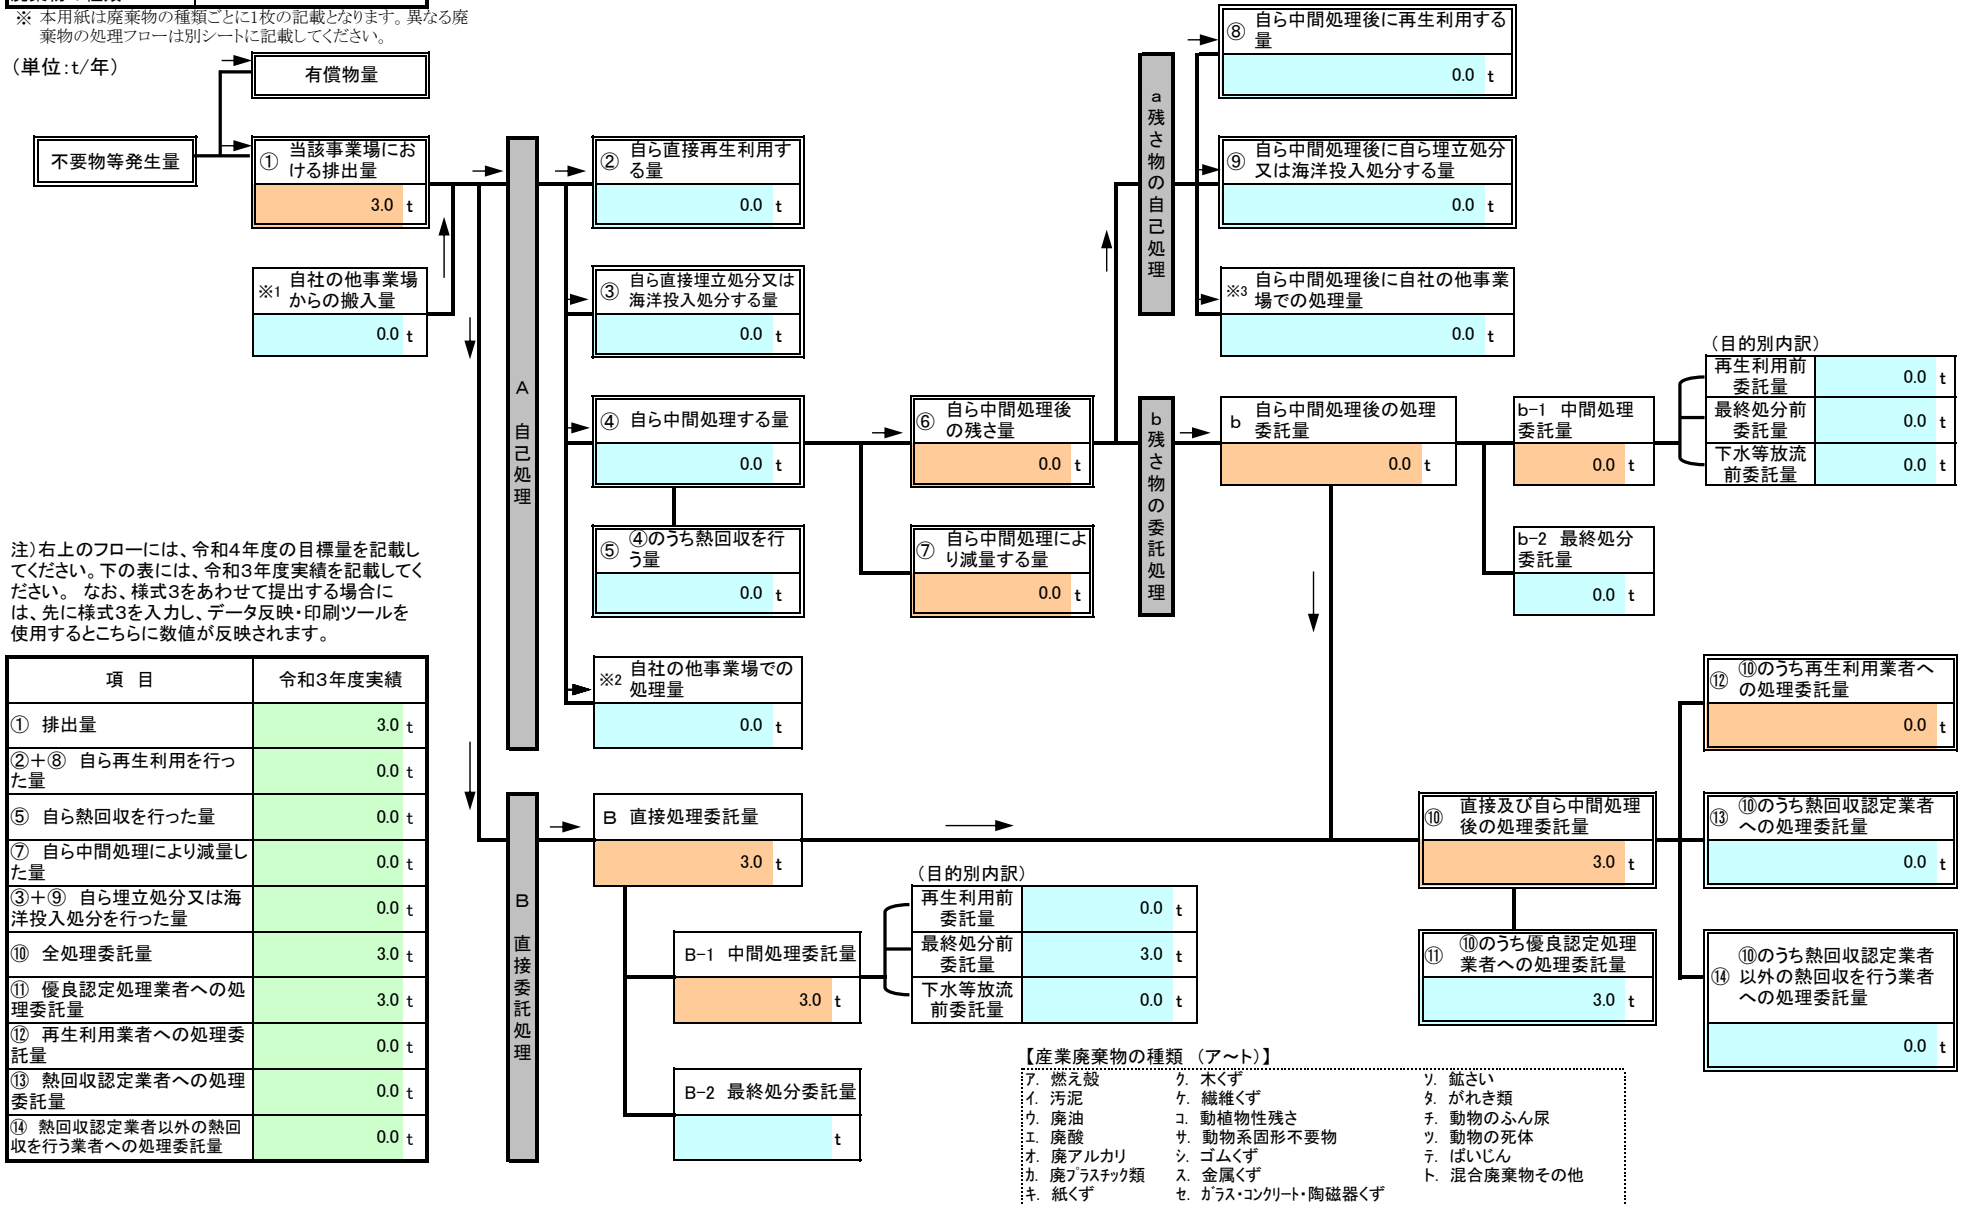 ※ 本用紙は廃棄物の種類ごとに1枚の記載となります。異なる廃
棄物の処理フローは別シートに記載してください。
（単位：t/年）
有償物量
不要物等発生量
① 当該事業場にお
ける排出量
3.0 t
※1 自社の他事業場
からの搬入量
0.0 t
A 自己処理
② 自ら直接再生利用す
る量
0.0 t
③ 自ら直接埋立処分又は
海洋投入処分する量
0.0 t
④ 自ら中間処理する量
0.0 t
⑤ ④のうち熱回収を行
う量
0.0 t
※2 自社の他事業場での
処理量
0.0 t
⑥ 自ら中間処理後
の残さ量
0.0 t
⑦ 自ら中間処理によ
り減量する量
0.0 t
a 残さ物の自己処理
⑧ 自ら中間処理後に再生利用する
量
0.0 t
⑨ 自ら中間処理後に自ら埋立処分
又は海洋投入処分する量
0.0 t
※3 自ら中間処理後に自社の他事業
場での処理量
0.0 t
b 残さ物の委託処理
b 自ら中間処理後の処理
委託量
0.0 t
b-1 中間処理
委託量
0.0 t
b-2 最終処分
委託量
0.0 t
（目的別内訳）
再生利用前
委託量
0.0 t
最終処分前
委託量
0.0 t
下水等放流
前委託量
0.0 t
注）右上のフローには、令和４年度の目標量を記載し
てください。下の表には、令和３年度実績を記載してく
ださい。 なお、様式３をあわせて提出する場合に
は、先に様式３を入力し、データ反映・印刷ツールを
使用するとこちらに数値が反映されます。
項 目 令和３年度実績
① 排出量 3.0 t
②＋⑧ 自ら再生利用を行っ
た量 0.0 t
⑤ 自ら熱回収を行った量 0.0 t
⑦ 自ら中間処理により減量し
た量 0.0 t
③＋⑨ 自ら埋立処分又は海
洋投入処分を行った量 0.0 t
⑩ 全処理委託量 3.0 t
⑪ 優良認定処理業者への処
理委託量 3.0 t
⑫ 再生利用業者への処理委
託量 0.0 t
⑬ 熱回収認定業者への処理
委託量 0.0 t
⑭ 熱回収認定業者以外の熱回
収を行う業者への処理委託量 0.0 t
B 直接委託処理
B 直接処理委託量
3.0 t
B-1 中間処理委託量
3.0 t
B-2 最終処分委託量
t
（目的別内訳）
再生利用前
委託量
0.0 t
最終処分前
委託量
3.0 t
下水等放流
前委託量
0.0 t
⑩ 直接及び自ら中間処理
後の処理委託量
3.0 t
⑪ ⑩のうち優良認定処理
業者への処理委託量
3.0 t
⑫ ⑩のうち再生利用業者へ
の処理委託量
0.0 t
⑬ ⑩のうち熱回収認定業者
への処理委託量
0.0 t
⑭ ⑩のうち熱回収認定業者
以外の熱回収を行う業者
への処理委託量
0.0 t
【産業廃棄物の種類 （ア～ト）】
ｱ. 燃え殻 ｸ. 木くず ｿ. 鉱さい
ｲ. 汚泥 ｹ. 繊維くず ﾀ. がれき類
ｳ. 廃油 ｺ. 動植物性残さ ﾁ. 動物のふん尿
ｴ. 廃酸 ｻ. 動物系固形不要物 ﾂ. 動物の死体
ｵ. 廃アルカリ ｼ. ゴムくず ﾃ. ばいじん
ｶ. 廃ﾌﾟﾗｽﾁｯｸ類 ｽ. 金属くず ﾄ. 混合廃棄物その他
ｷ. 紙くず ｾ. ｶﾞﾗｽ・ｺﾝｸﾘｰﾄ・陶磁器くず